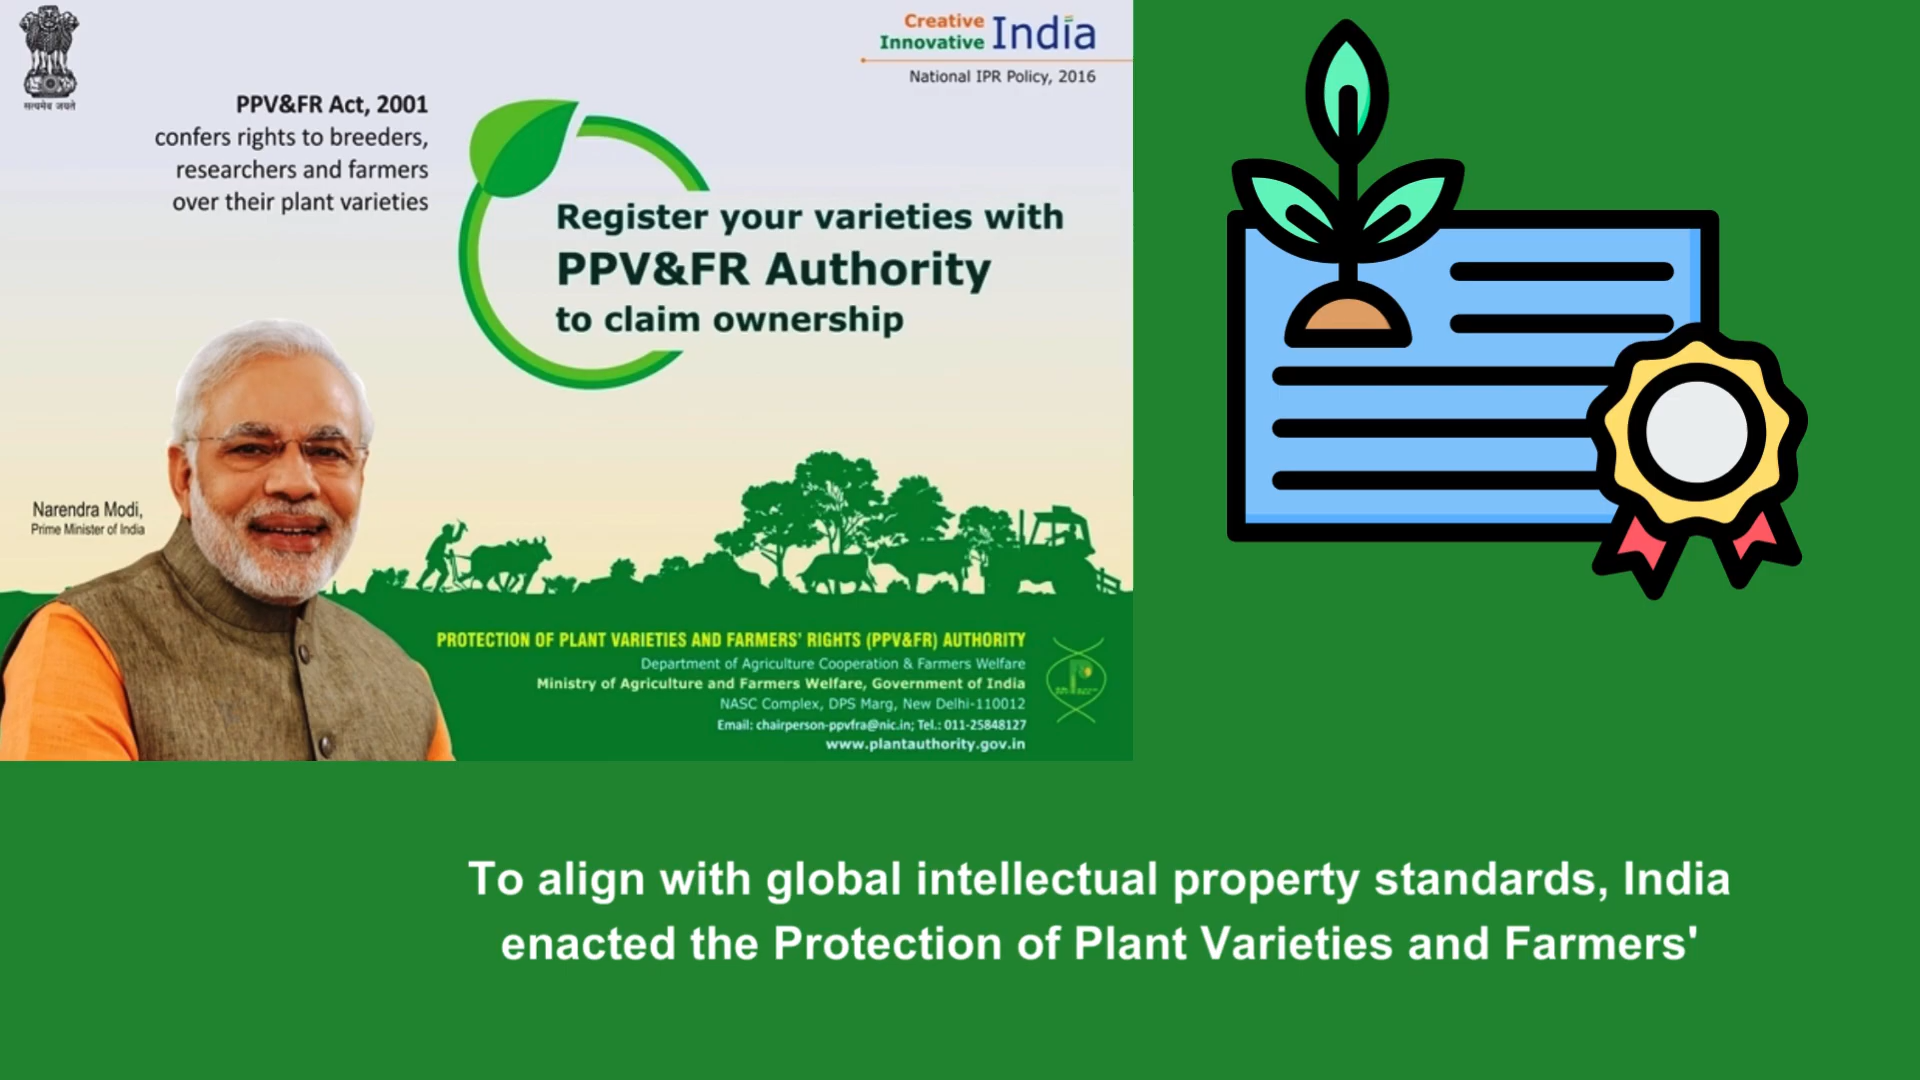 सत्यमेव जयते
Creative
Innovative India
National IPR Policy, 2016
PPV&FR Act, 2001
confers rights to breeders,
researchers and farmers
over their plant varieties
Register your varieties with
PPV&FR Authority
to claim ownership
Narendra Modi,
Prime Minister of India
PROTECTION OF PLANT VARIETIES AND FARMERS' RIGHTS (PPV&FR) AUTHORITY
Department of Agriculture Cooperation & Farmers Welfare
Ministry of Agriculture and Farmers Welfare, Government of India
NASC Complex, DPS Marg, New Delhi-110012
Email: chairperson-ppvfra@nic.in; Tel.: 011-25848127
www.plantauthority.gov.in
To align with global intellectual property standards, India
enacted the Protection of Plant Varieties and Farmers'